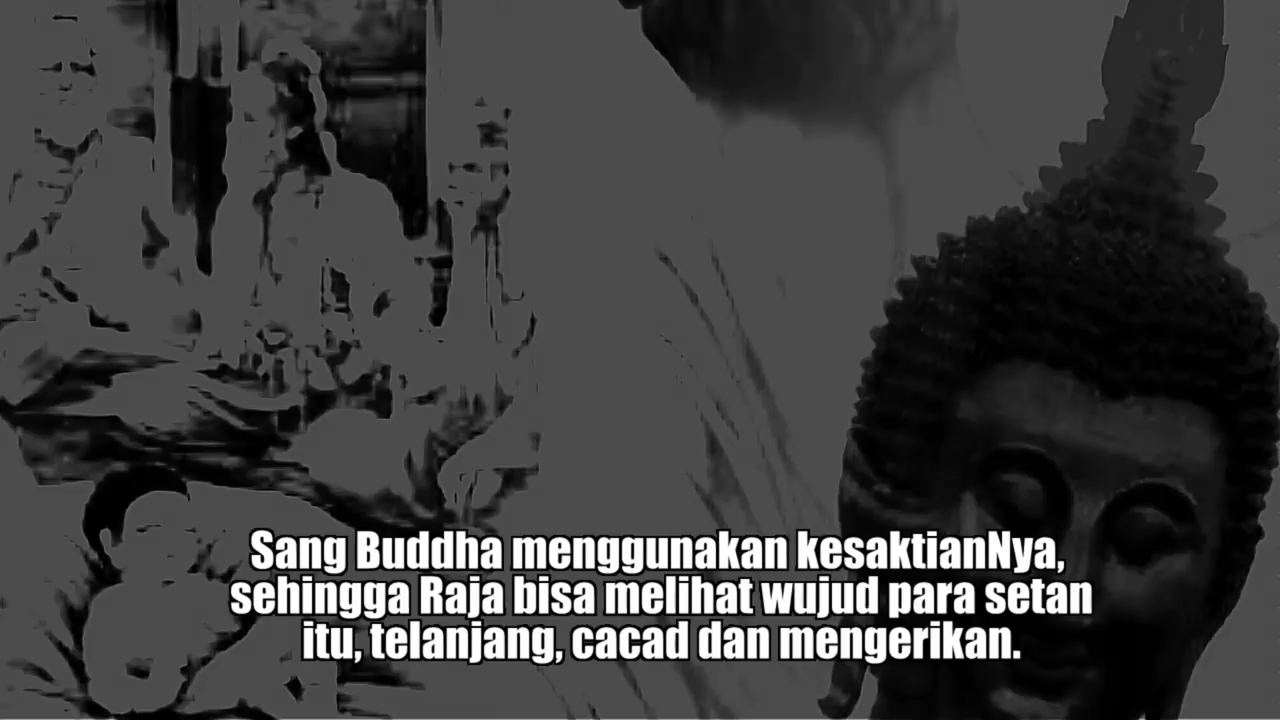 Sang Buddha menggunakan kesaktianNya,
sehingga Raja bisa melihat wujud para setan
itu, telanjang, cacad dan mengerikan.